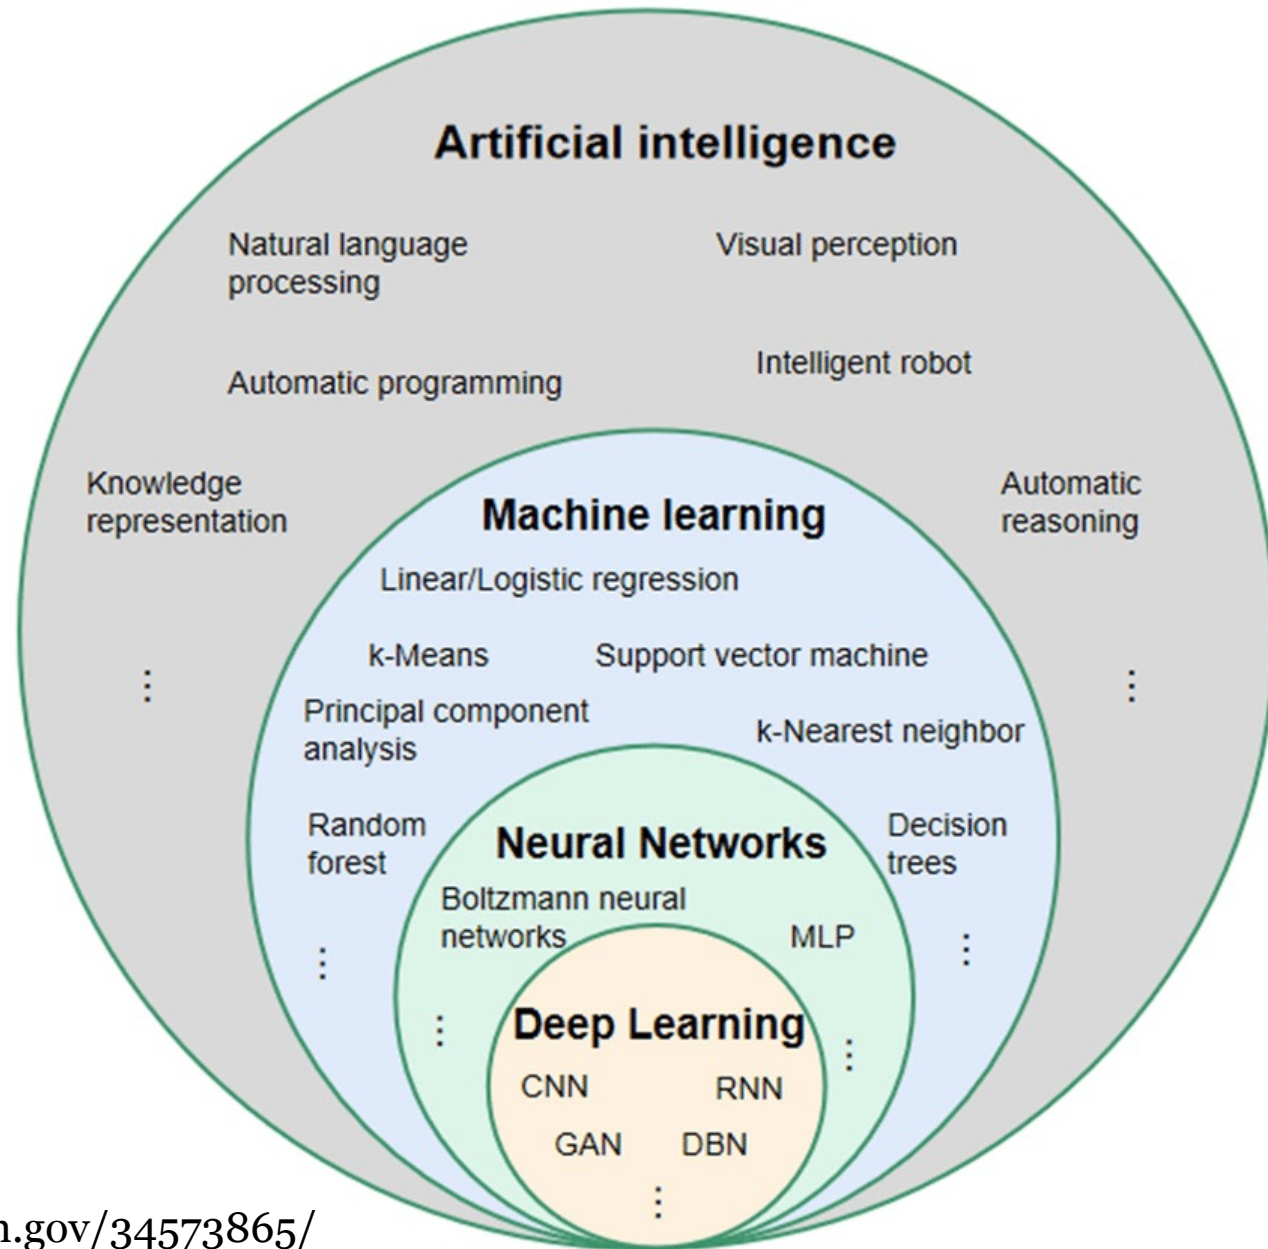 Artificial intelligence
Natural language
processing
Visual perception
Automatic programming
Intelligent robot
Knowledge
representation
Automatic
reasoning
Machine learning
Linear/Logistic regression
k-Means
Support vector machine
Principal component
analysis
k-Nearest neighbor
Random
forest
Decision
trees
Neural Networks
Boltzmann neural
networks
MLP
Deep Learning
CNN
RNN
GAN
DBN
.gov/34573865/